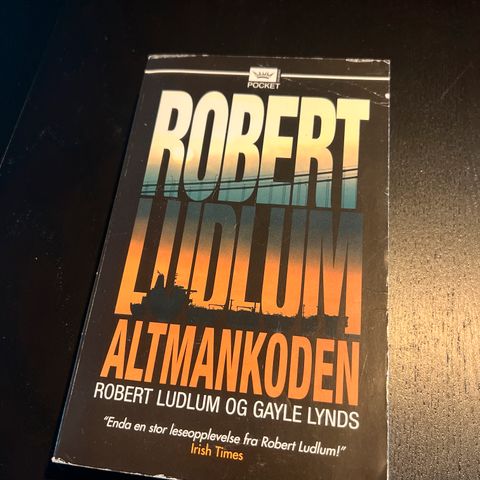 POCKET
ROBERT
LUDLUM
ALTMANKODEN
ROBERT LUDLUM OG GAYLE LYNDS
"Enda en stor leseopplevelse fra Robert Ludlum!"
Irish Times